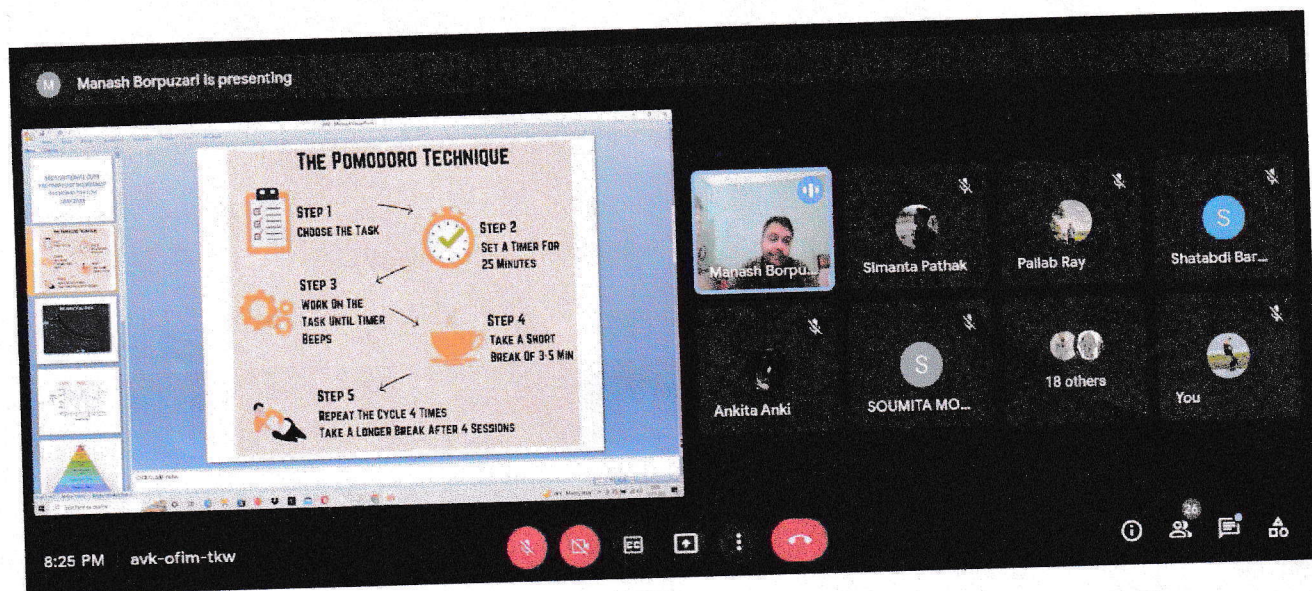 M
Manash Borpuzari is presenting
THE POMODORO TECHNIQUE
STEP 1
CHOOSE THE TASK
STEP 2
SET A TIMER FOR
25 MINUTES
STEP 3
WORK ON THE
TASK UNTIL TIMER
BEEPS
STEP 4
TAKE A SHORT
BREAK OF 3-5 MIN
STEP 5
REPEAT THE CYCLE 4 TIMES
TAKE A LONGER BREAK AFTER 4 SESSIONS
Manash Borpu...
Simanta Pathak
Pallab Ray
S
Shatabdi Bar...
Ankita Anki
S
SOUMITA MO...
18 others
You
8:25 PM
avk-ofim-tkw
CC
26